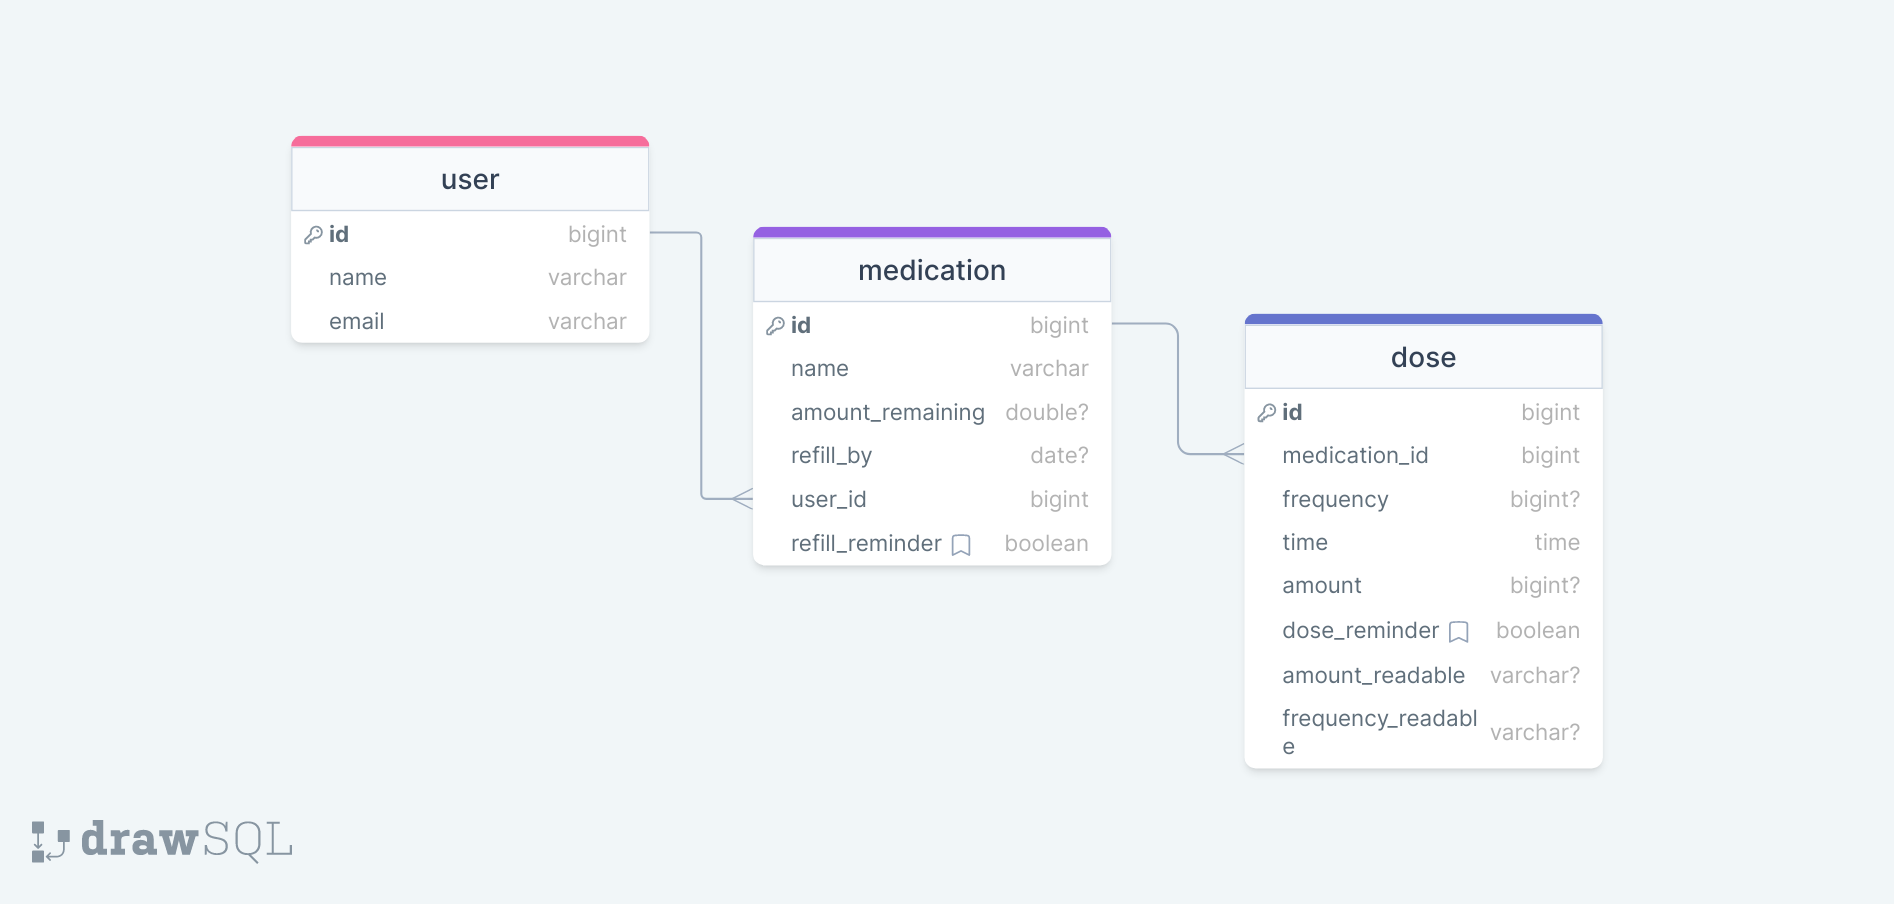 user
id bigint
name varchar
email varchar
medication
id bigint
name varchar
amount_remaining double?
refill_by date?
user_id bigint
refill_reminder boolean
dose
id bigint
medication_id bigint
frequency bigint?
time time
amount bigint?
dose_reminder boolean
amount_readable varchar?
frequency_readabl varchar?
e
drawSQL